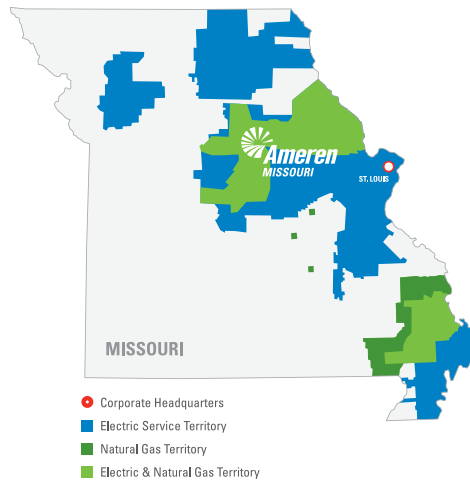 Ameren
MISSOURI
ST. LOUIS
MISSOURI
Corporate Headquarters
Electric Service Territory
Natural Gas Territory
Electric & Natural Gas Territory